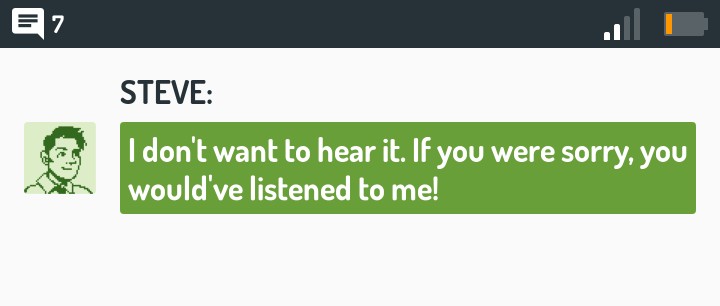 7
STEVE:
I don't want to hear it. If you were sorry, you
would've listened to me!